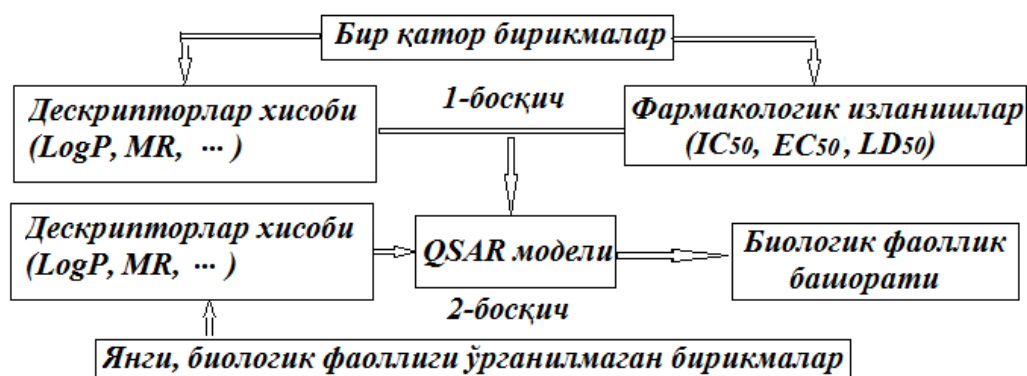 Бир қатор бирикмалар
Дескрипторлар хисоби
(LogP, MR, ··· )
1-босқич
Фармакологик изланишлар
(IC50, EC50, LD50)
Дескрипторлар хисоби
(LogP, MR, ··· )
QSAR модели
Биологик фаоллик
башорати
2-босқич
Янги, биологик фаоллиги ўрганилмаган бирикмалар